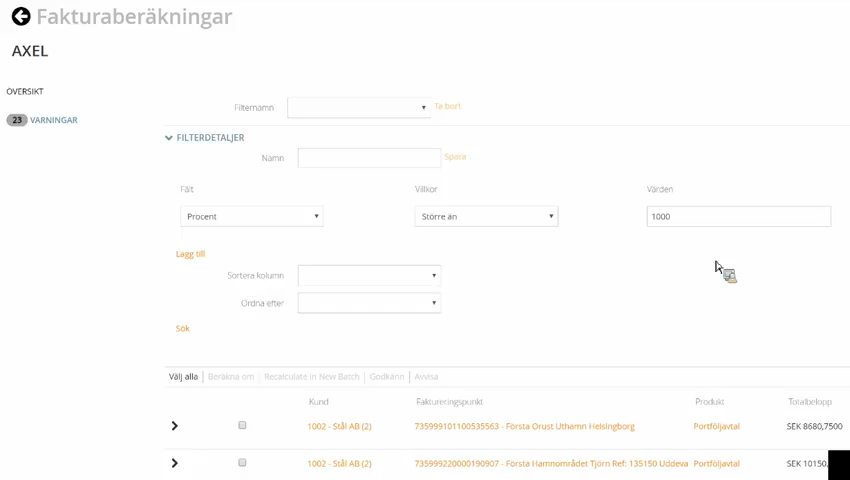 Fakturaberäkningar
AXEL
ÖVERSIKT
23 VARNINGAR
Filternamn Ta bort
FILTERDETALJER
Namn Spara
Fält Villkor Värden
Procent Större än 1000
Lägg till
Sortera kolumn
Ordna efter
Sök
Välj alla Beräkna om Recalculate in New Batch Godkänn Avvisa
Kund Faktureringspunkt Produkt Totalbelopp
1002 - Stål AB (2) 735999101100535563 - Första Orust Uthamn Helsingborg Portföljavtal SEK 8680,7500
1002 - Stål AB (2) 735999220000190907 - Första Hamnområdet Tjörn Ref: 135150 Uddeva Portföljavtal SEK 10150,